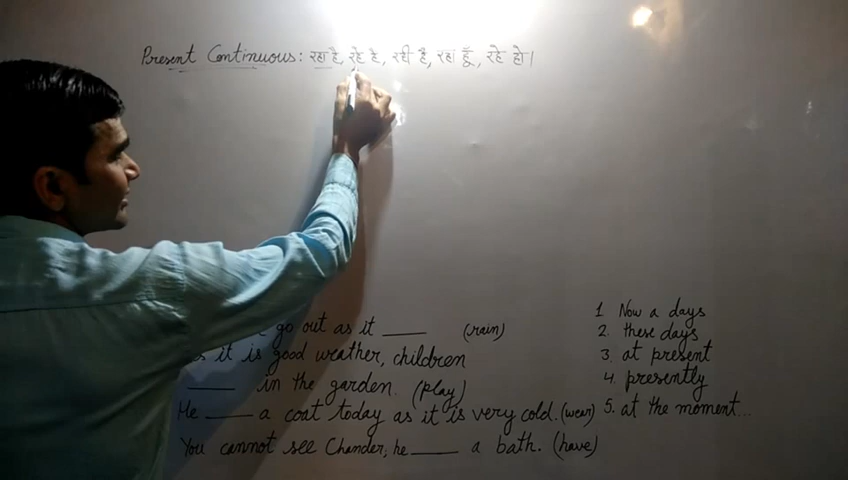 Present Continuous: रहा है, रहे है, रही है, रहा हूँ, रहे हो।
go out as it ____ (rain)
it is good weather, children
____ in the garden. (play)
He ____ a coat today as it is very cold. (wear)
You cannot see Chander, he ____ a bath. (have)
1 Now a days
2. these days
3. at present
4. presently
5. at the moment...